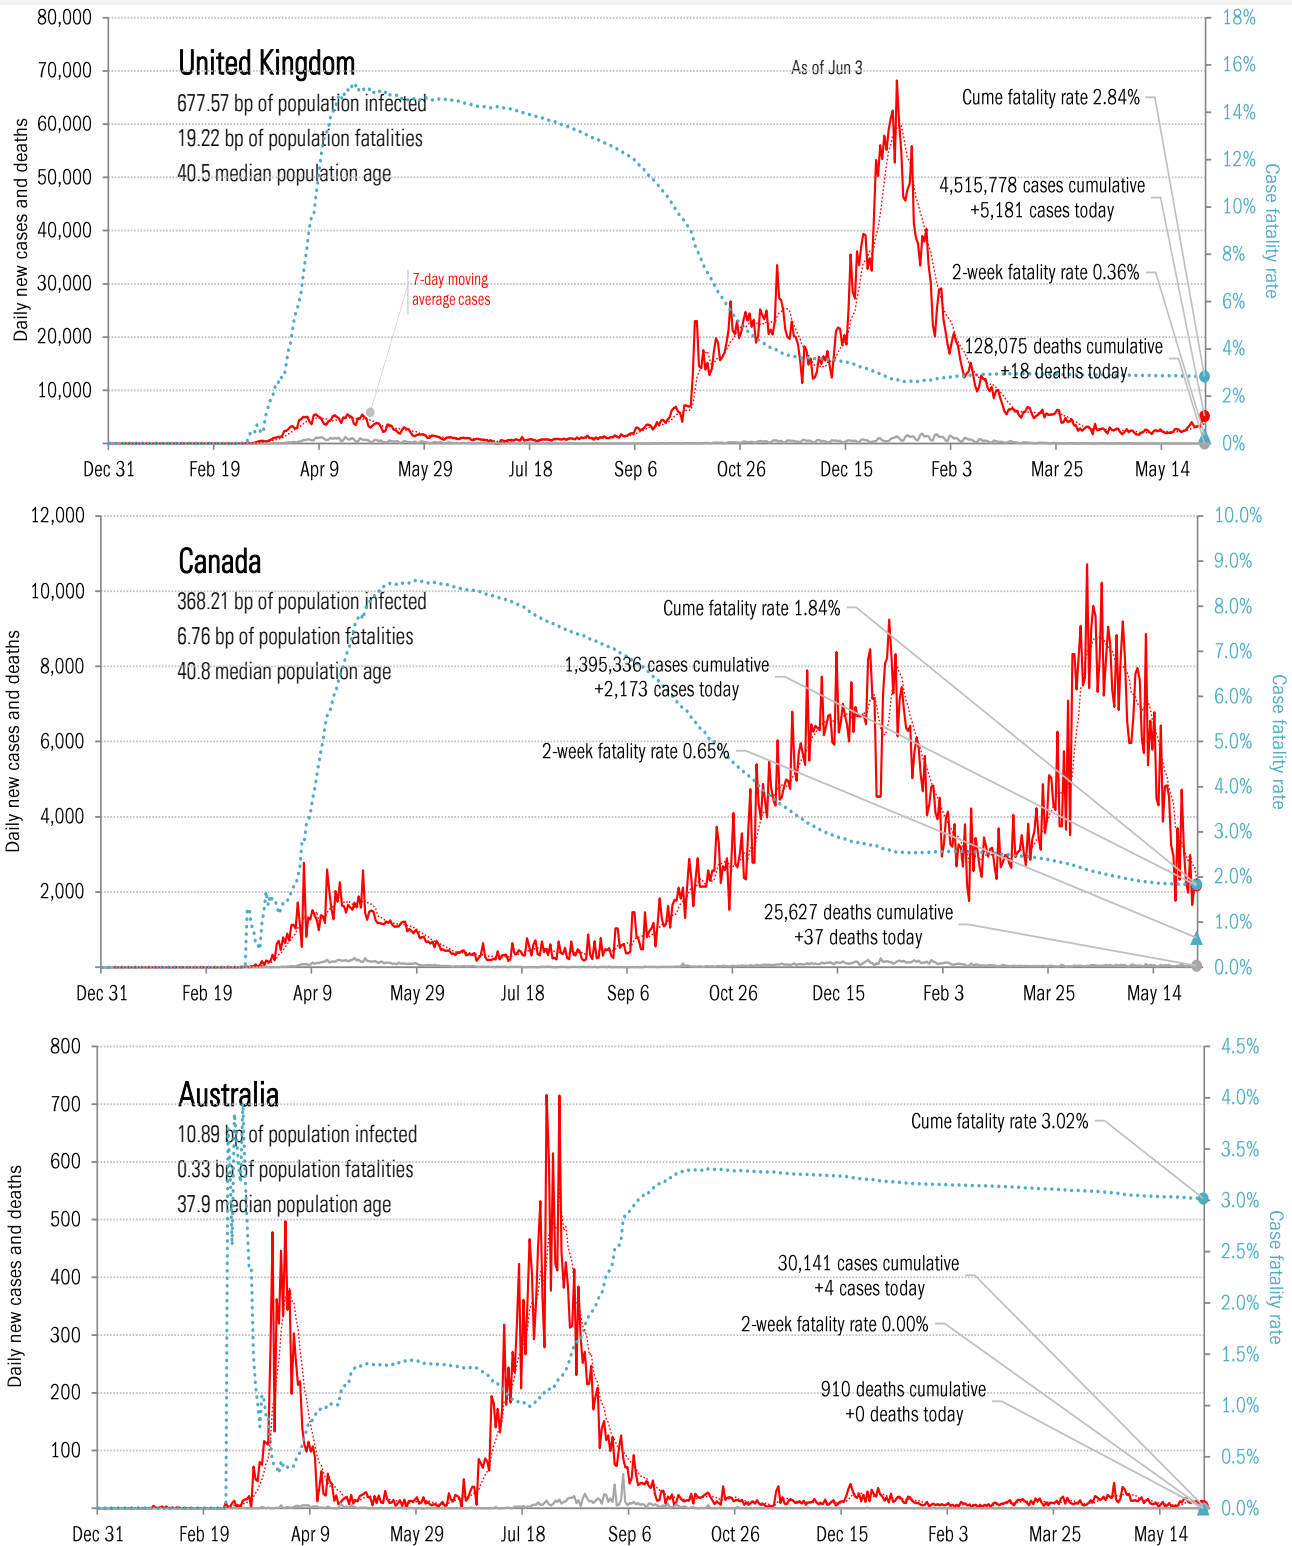 80,000
70,000
60,000
50,000
40,000
30,000
20,000
10,000
Daily new cases and deaths
United Kingdom
677.57 bp of population infected
19.22 bp of population fatalities
40.5 median population age
7-day moving
average cases
As of Jun 3
Cume fatality rate 2.84%
4,515,778 cases cumulative
+5,181 cases today
2-week fatality rate 0.36%
128,075 deaths cumulative
+18 deaths today
18%
16%
14%
12%
10%
8%
6%
4%
2%
0%
Case fatality rate
Dec 31 Feb 19 Apr 9 May 29 Jul 18 Sep 6 Oct 26 Dec 15 Feb 3 Mar 25 May 14
12,000
10,000
8,000
6,000
4,000
2,000
Daily new cases and deaths
Canada
368.21 bp of population infected
6.76 bp of population fatalities
40.8 median population age
Cume fatality rate 1.84%
1,395,336 cases cumulative
+2,173 cases today
2-week fatality rate 0.65%
25,627 deaths cumulative
+37 deaths today
10.0%
9.0%
8.0%
7.0%
6.0%
5.0%
4.0%
3.0%
2.0%
1.0%
0.0%
Case fatality rate
Dec 31 Feb 19 Apr 9 May 29 Jul 18 Sep 6 Oct 26 Dec 15 Feb 3 Mar 25 May 14
800
700
600
500
400
300
200
100
Daily new cases and deaths
Australia
10.89 bp of population infected
0.33 bp of population fatalities
37.9 median population age
Cume fatality rate 3.02%
30,141 cases cumulative
+4 cases today
2-week fatality rate 0.00%
910 deaths cumulative
+0 deaths today
4.5%
4.0%
3.5%
3.0%
2.5%
2.0%
1.5%
1.0%
0.5%
0.0%
Case fatality rate
Dec 31 Feb 19 Apr 9 May 29 Jul 18 Sep 6 Oct 26 Dec 15 Feb 3 Mar 25 May 14